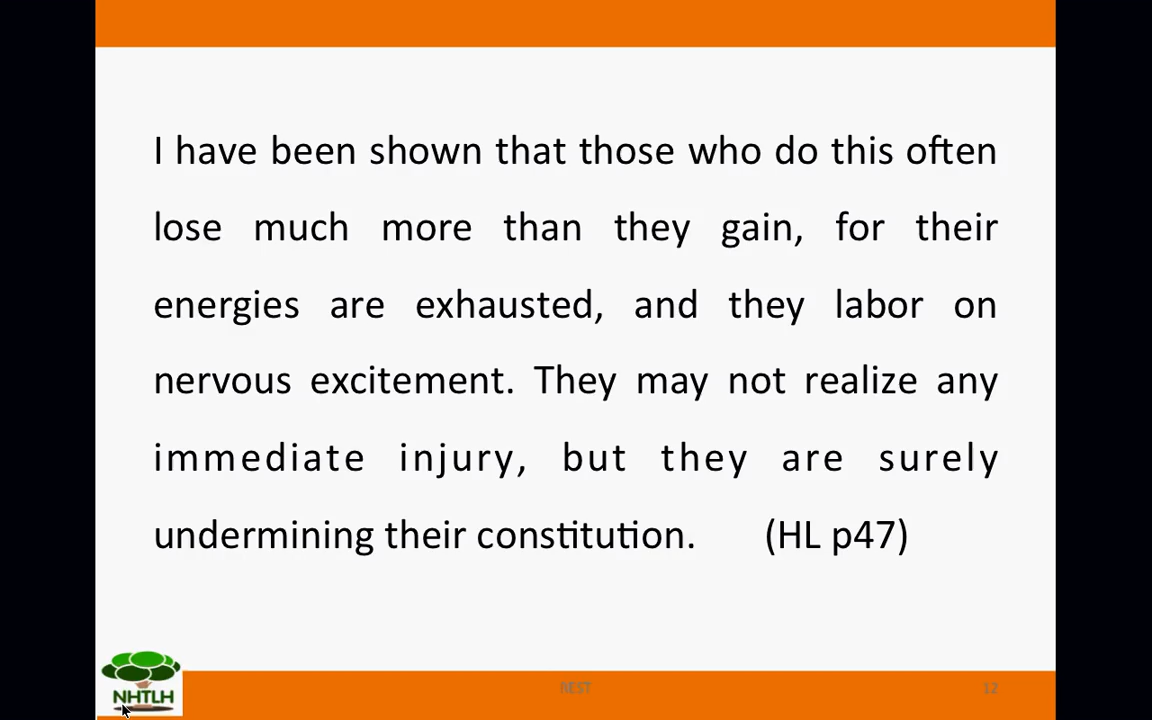 I have been shown that those who do this often
lose much more than they gain, for their
energies are exhausted, and they labor on
nervous excitement. They may not realize any
immediate injury, but they are surely
undermining their constitution. (HL p47)
NHTLH
REST
12